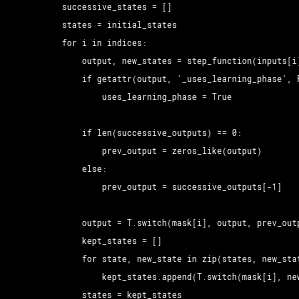 successive_states = []
states = initial_states
for i in indices:
output, new_states = step_function(inputs[i]
if getattr(output, '_uses_learning_phase',
uses_learning_phase = True
if len(successive_outputs) == 0:
prev_output = zeros_like(output)
else:
prev_output = successive_outputs[-1]
output = T.switch(mask[i], output, prev_outp
kept_states = []
for state, new_state in zip(states, new_stat
kept_states.append(T.switch(mask[i], new
states = kept_states